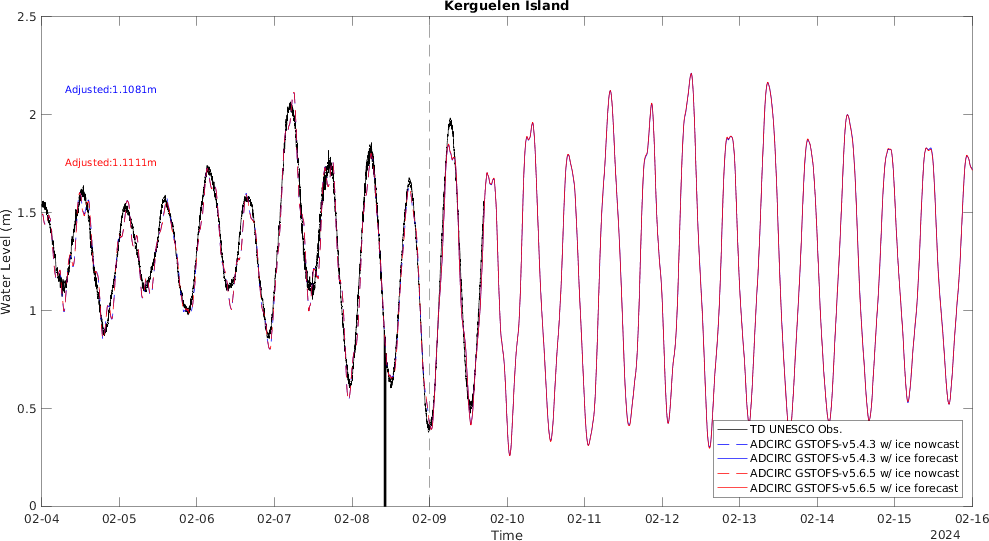 Kerguelen Island
2.5
2
1.5
1
0.5
0
Water Level (m)
Adjusted:1.1081m
Adjusted:1.1111m
TD UNESCO Obs.
ADCIRC GSTOFS-v5.4.3 w/ ice nowcast
ADCIRC GSTOFS-v5.4.3 w/ ice forecast
ADCIRC GSTOFS-v5.6.5 w/ ice nowcast
ADCIRC GSTOFS-v5.6.5 w/ ice forecast
02-04 02-05 02-06 02-07 02-08 02-09 02-10 02-11 02-12 02-13 02-14 02-15 02-16
Time
2024